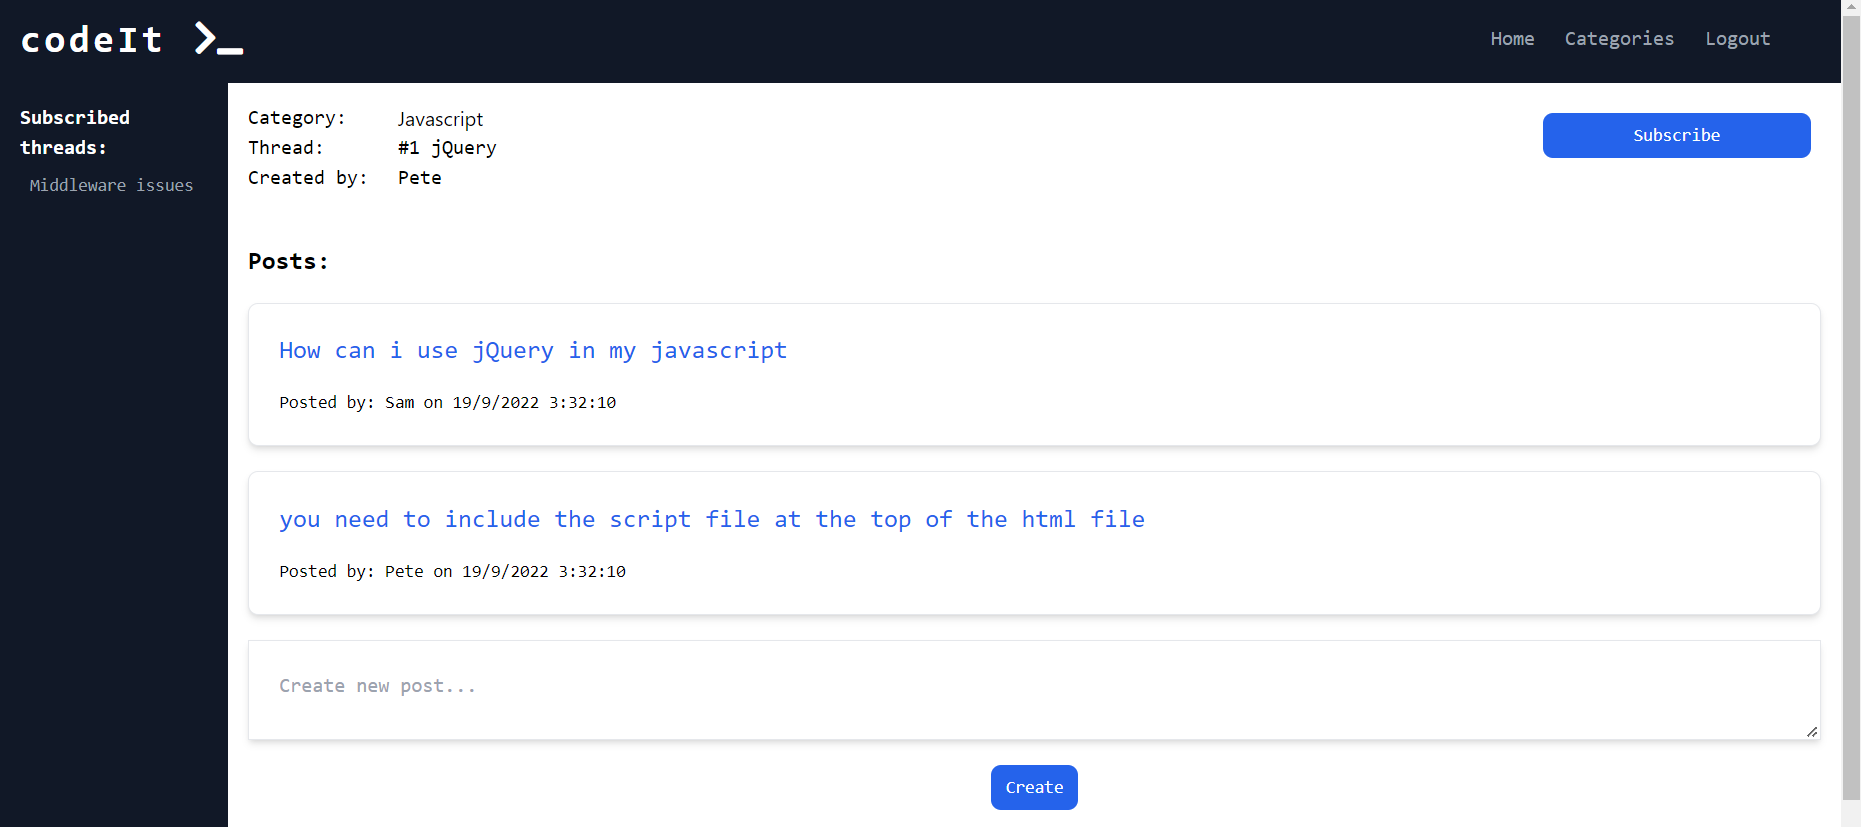 codeIt >_
Home Categories Logout
Subscribed
threads:
Middleware issues
Category: Javascript
Thread: #1 jQuery
Created by: Pete
Subscribe
Posts:
How can i use jQuery in my javascript
Posted by: Sam on 19/9/2022 3:32:10
you need to include the script file at the top of the html file
Posted by: Pete on 19/9/2022 3:32:10
Create new post...
Create